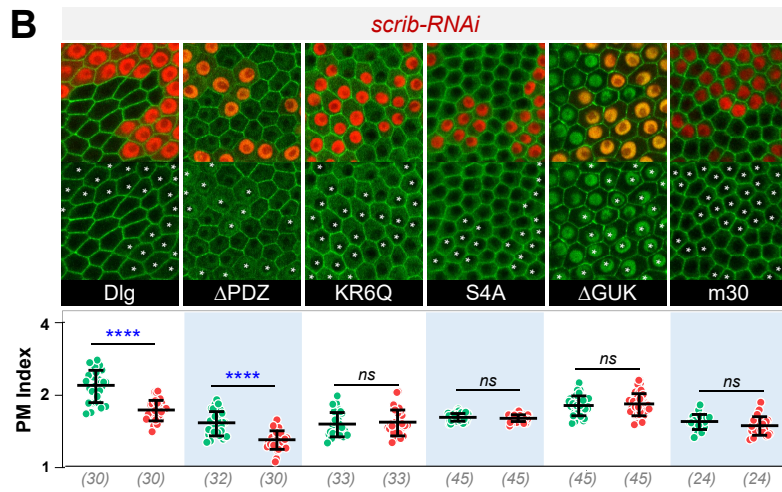 B
scrib-RNAi
Dlg ΔPDZ KR6Q S4A ΔGUK m30
PM Index
4
2
1
**** **** ns ns ns ns
(30) (30) (32) (30) (33) (33) (45) (45) (45) (45) (24) (24)